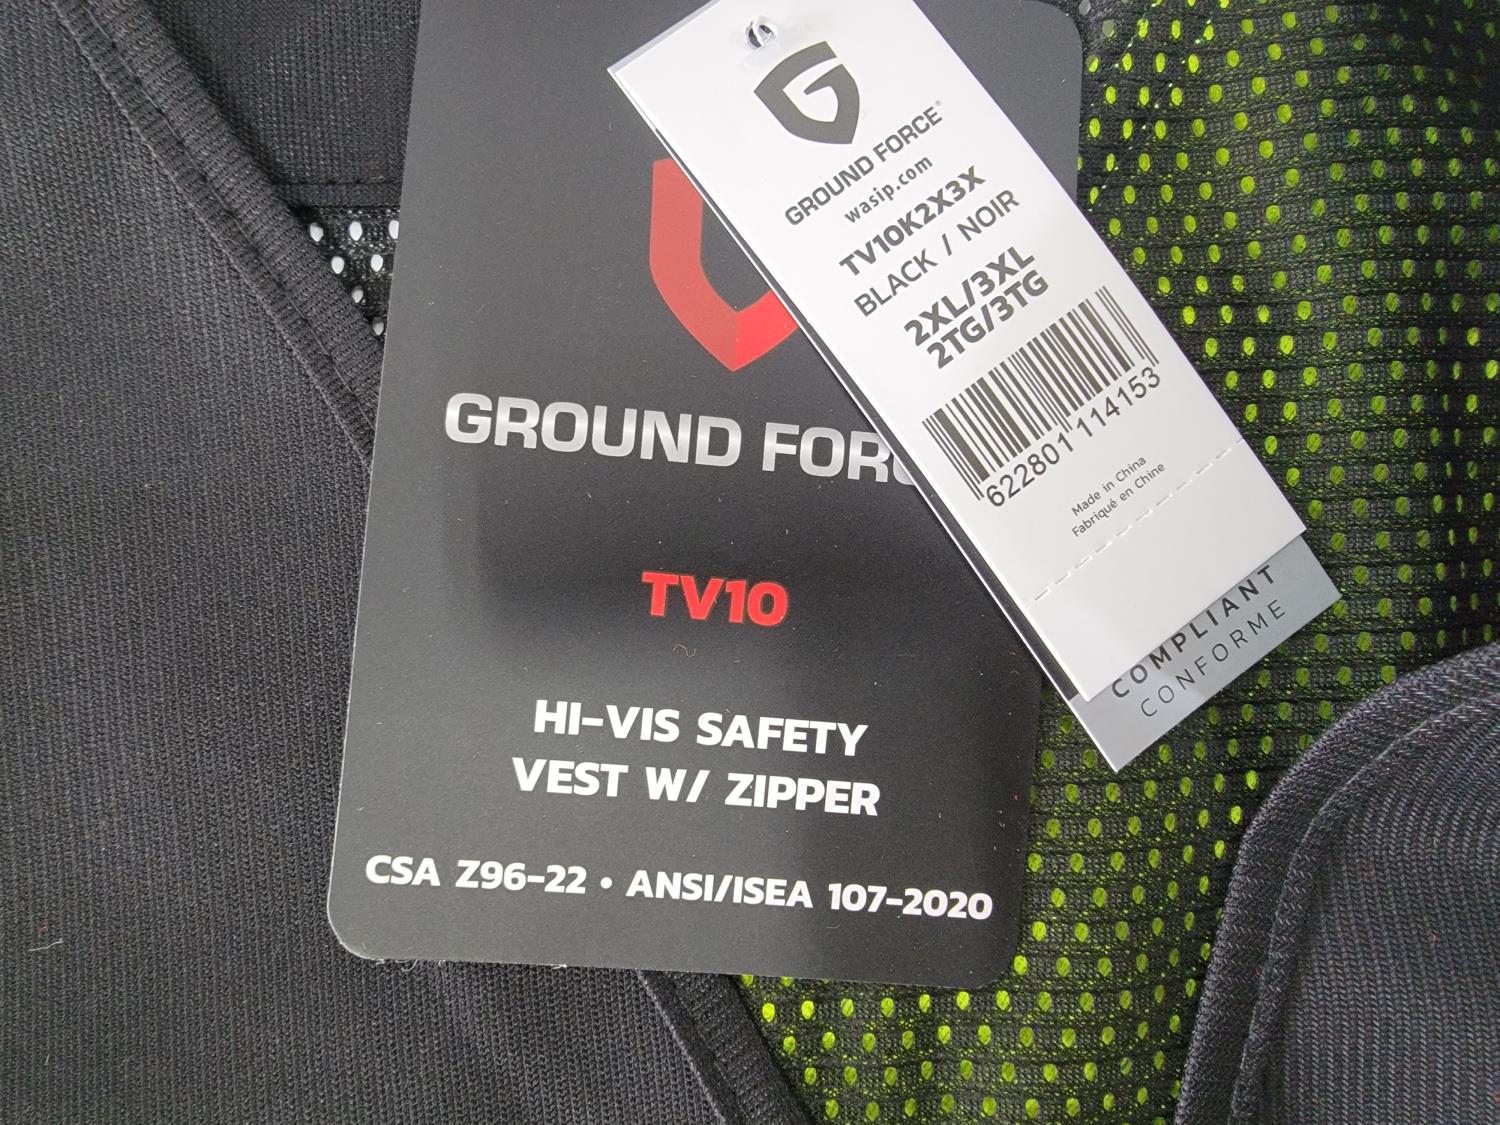 GROUND FORCE®
wasip.com
TV10K2X3X
BLACK / NOIR
2XL/3XL
2TG/3TG
622801 114153
Made in China
Fabriqué en Chine
COMPLIANT
CONFORME
GROUND
TV10
HI-VIS SAFETY
VEST W/ ZIPPER
CSA Z96-22 • ANSI/ISEA 107-2020